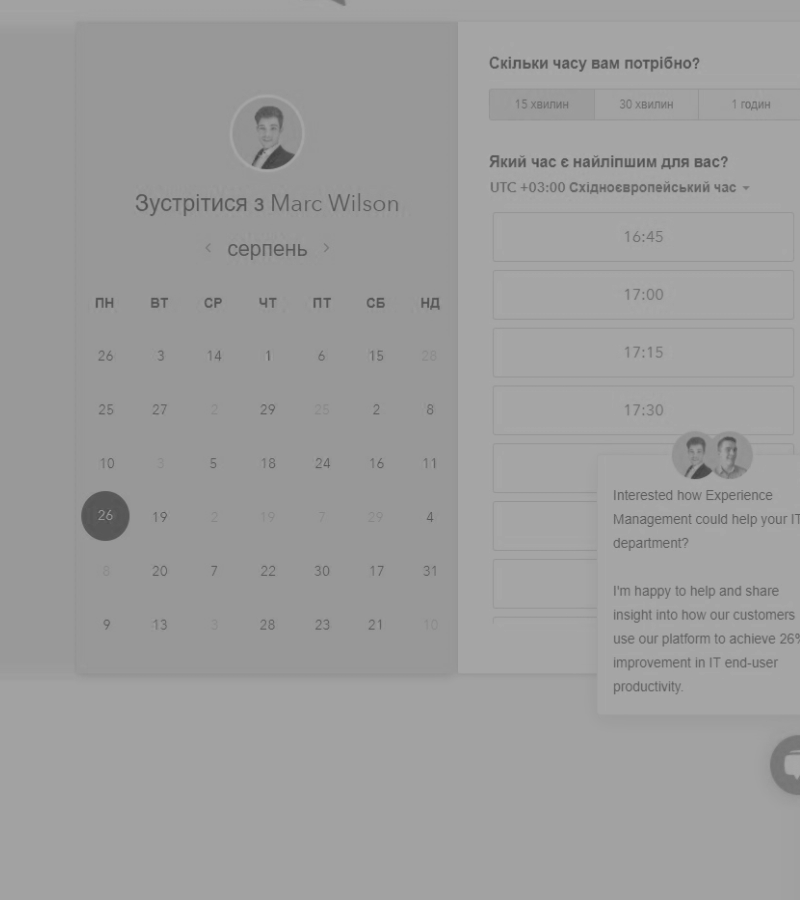 Зустрітися з Marc Wilson
серпень
ПН ВТ СР ЧТ ПТ СБ НД
26 3 14 1 6 15 28
25 27 2 29 25 2 8
10 3 5 18 24 16 11
26 19 2 19 7 29 4
8 20 7 22 30 17 31
9 13 3 28 23 21 10
Скільки часу вам потрібно?
15 хвилин 30 хвилин 1 годин
Який час є найліпшим для вас?
UTC +03:00 Східноєвропейський час
16:45
17:00
17:15
17:30
Interested how Experience
Management could help your IT
department?
I'm happy to help and share
insight into how our customers
use our platform to achieve 26%
improvement in IT end-user
productivity.